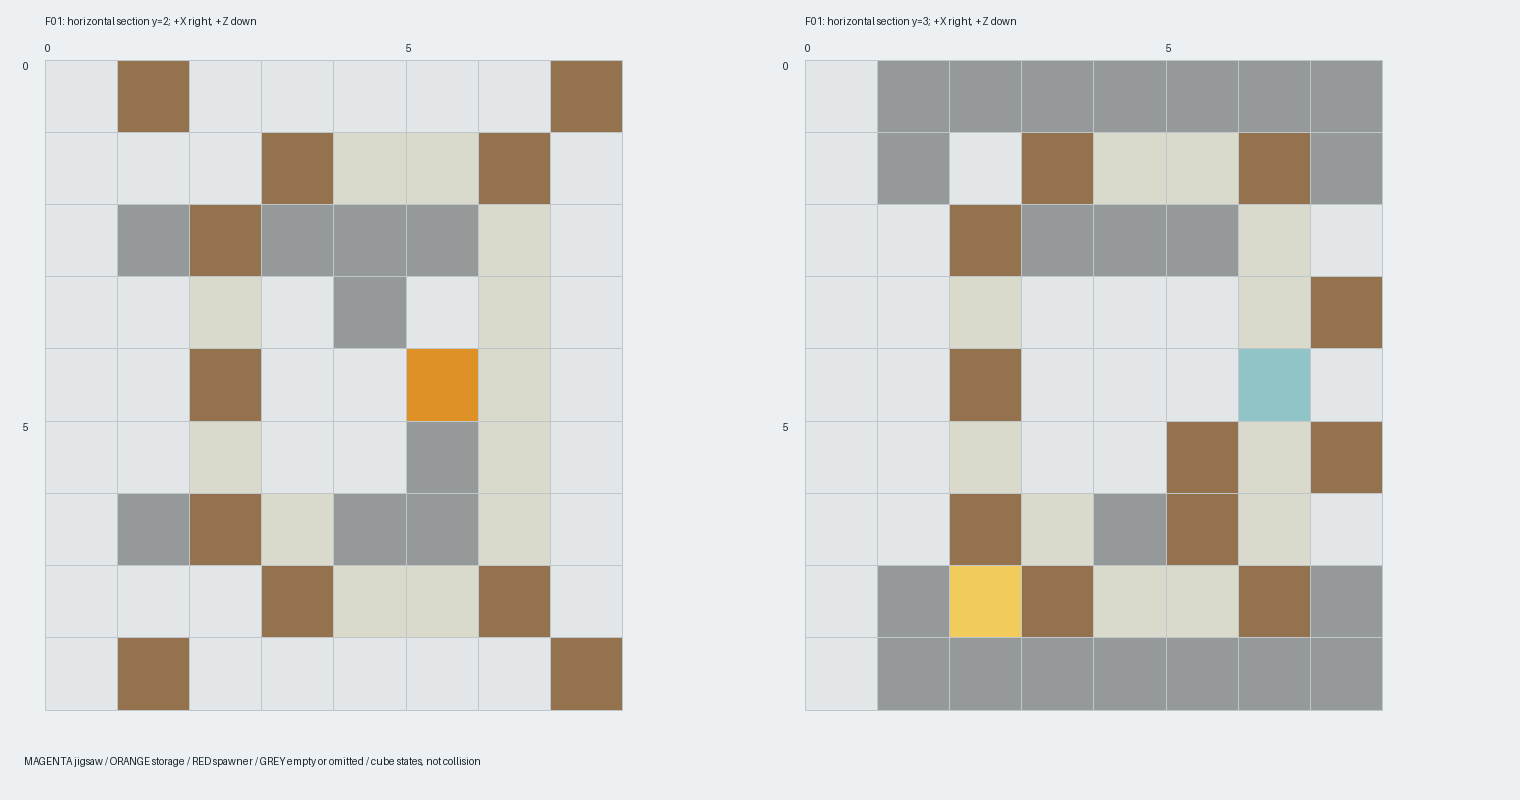 F01: horizontal section y=2; +X right, +Z down
F01: horizontal section y=3; +X right, +Z down
0 5
0 5
0
0
5
5
MAGENTA jigsaw / ORANGE storage / RED spawner / GREY empty or omitted / cube states, not collision